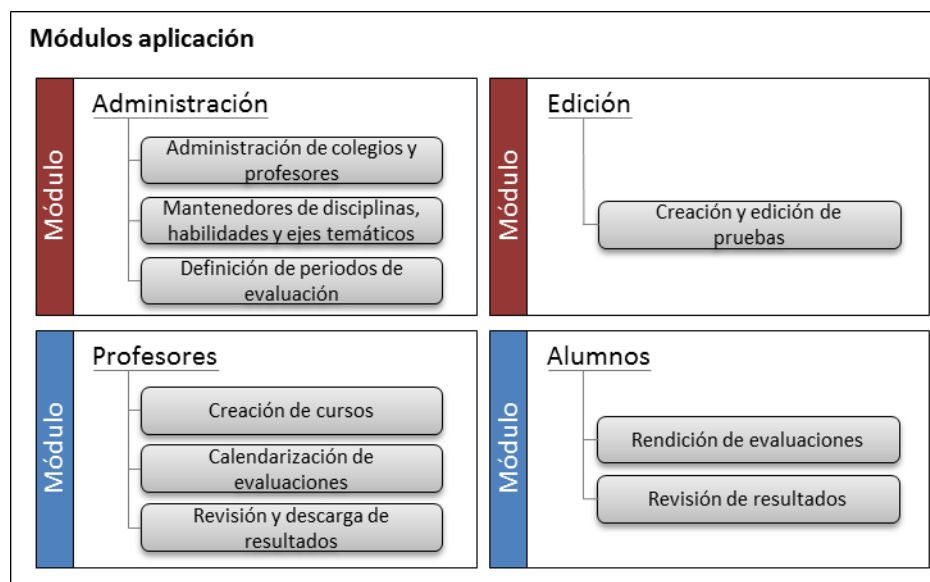 Módulos aplicación
Módulo
Administración
Administración de colegios y
profesores
Mantenedores de disciplinas,
habilidades y ejes temáticos
Definición de periodos de
evaluación
Módulo
Edición
Creación y edición de
pruebas
Módulo
Profesores
Creación de cursos
Calendarización de
evaluaciones
Revisión y descarga de
resultados
Módulo
Alumnos
Rendición de evaluaciones
Revisión de resultados